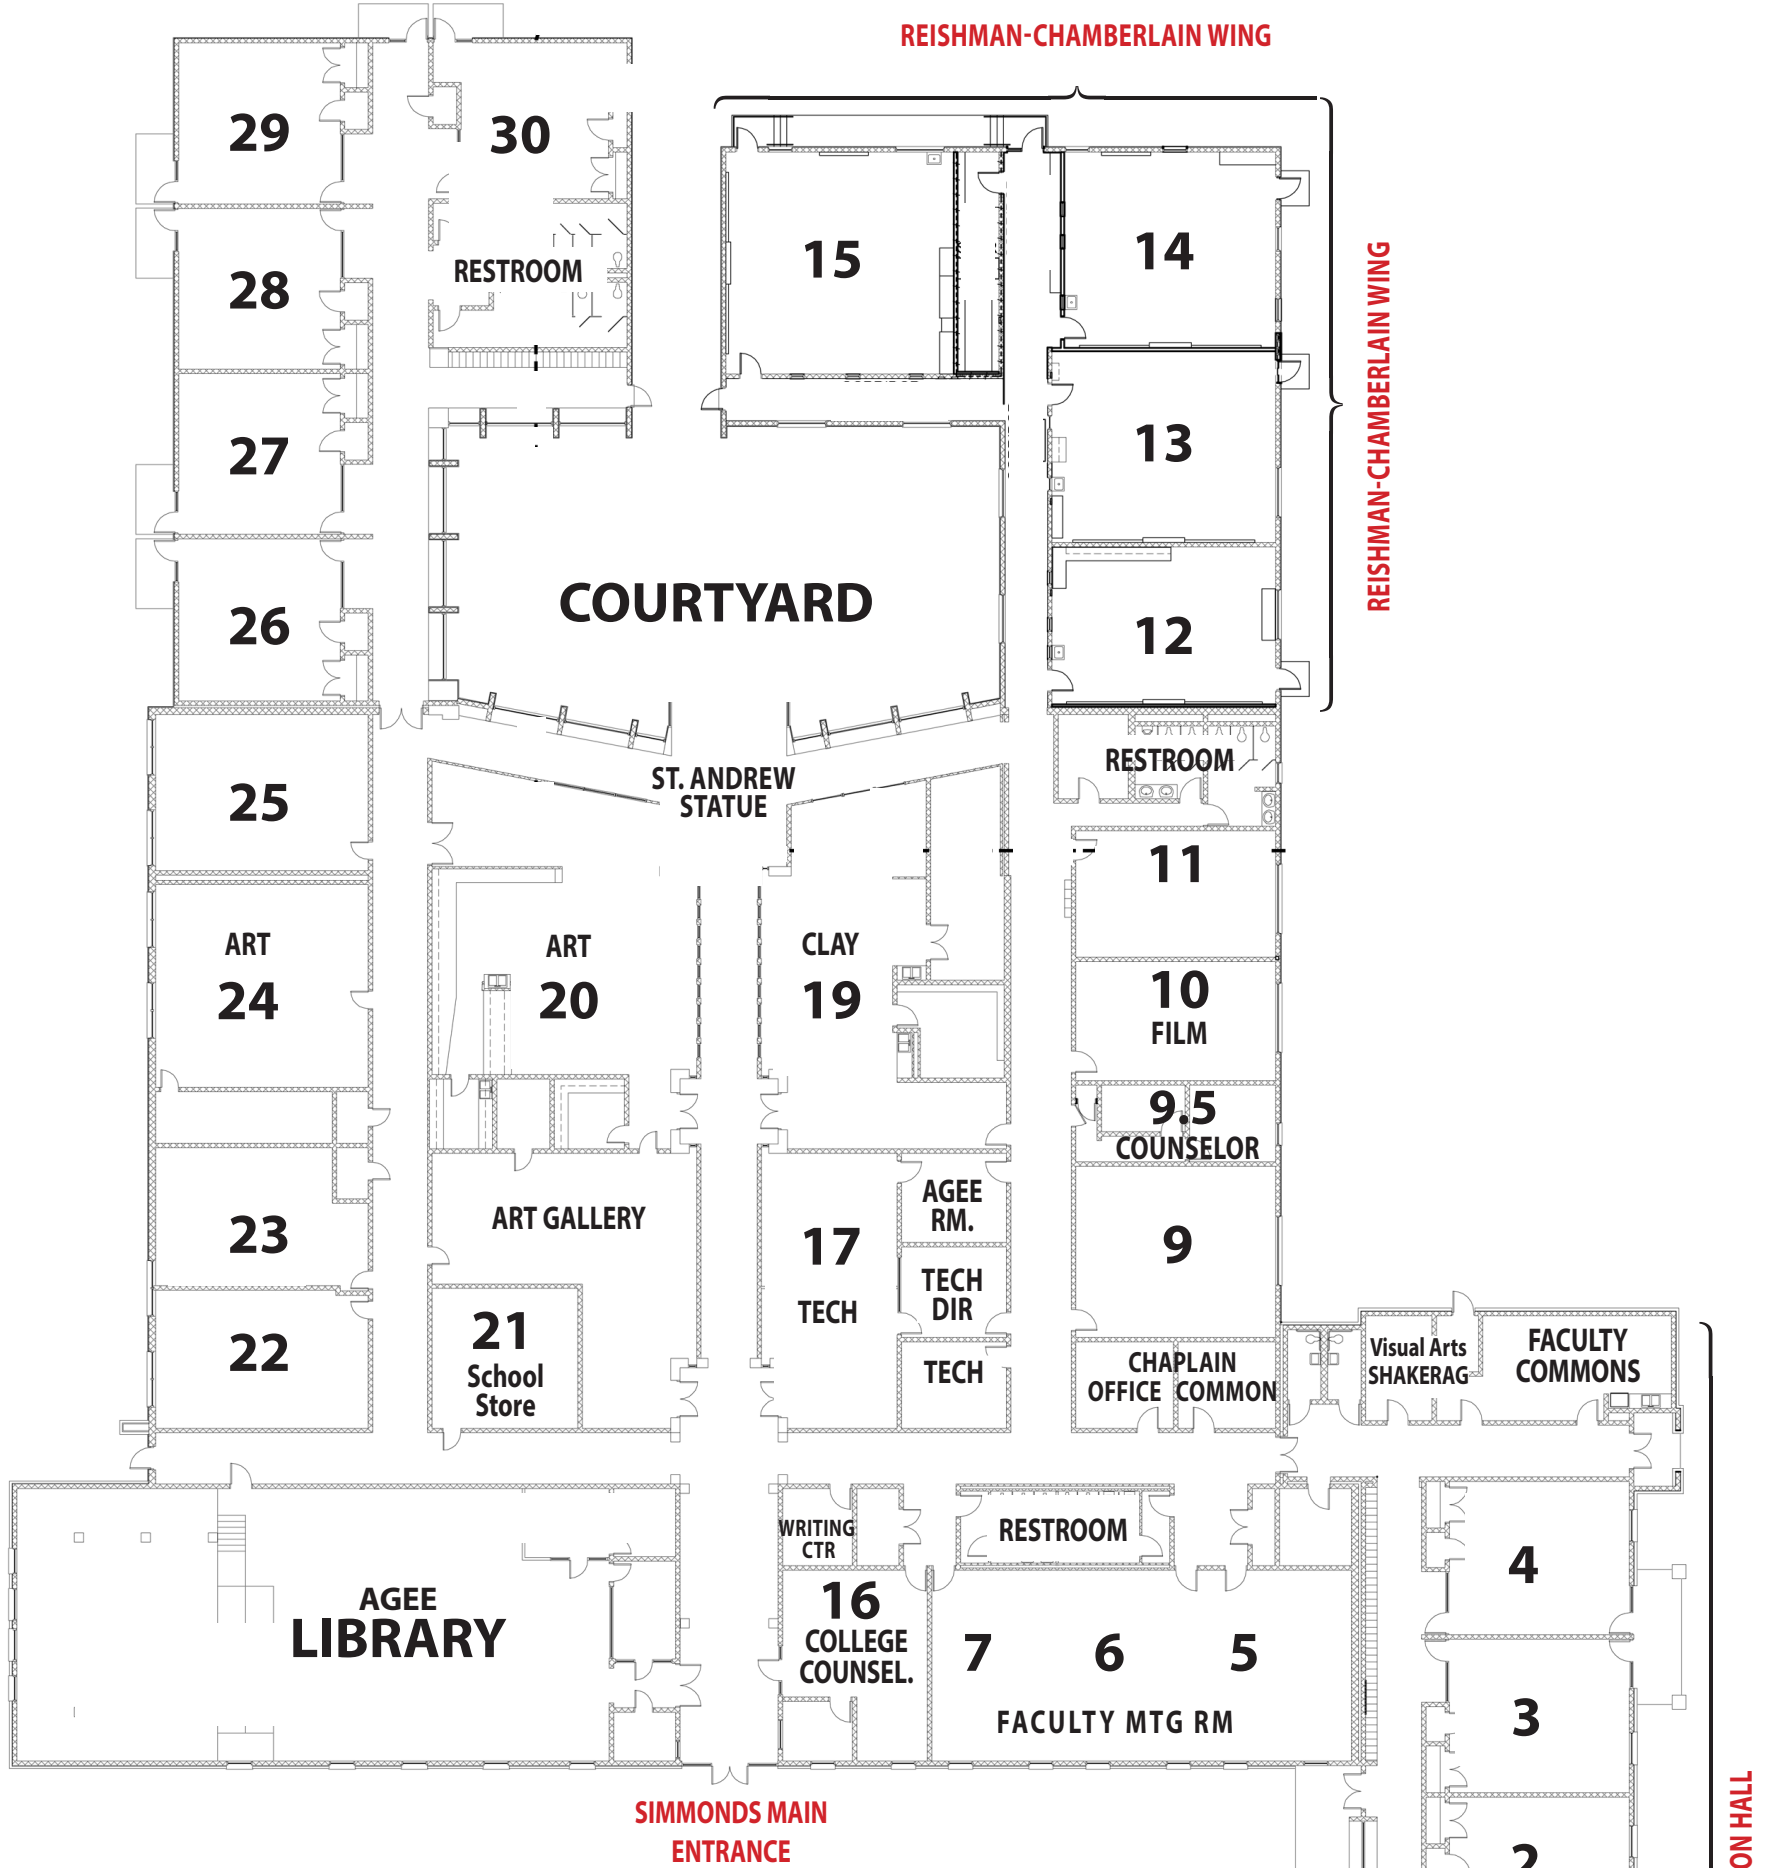 REISHMAN-CHAMBERLAIN WING
REISHMAN-CHAMBERLAIN WING
29
30
28
RESTROOM
15
14
27
13
26
COURTYARD
12
25
ST. ANDREW
STATUE
RESTROOM
11
ART
24
ART
20
CLAY
19
10
FILM
9.5
COUNSELOR
23
ART GALLERY
17
TECH
AGEE
RM.
TECH
DIR
TECH
9
22
21
School
Store
CHAPLAIN
OFFICE COMMON
Visual Arts
SHAKERAG
FACULTY
COMMONS
AGEE
LIBRARY
WRITING
CTR
RESTROOM
16
COLLEGE
COUNSEL.
7 6 5
FACULTY MTG RM
4
3
2
SIMMONDS MAIN
ENTRANCE
ON HALL